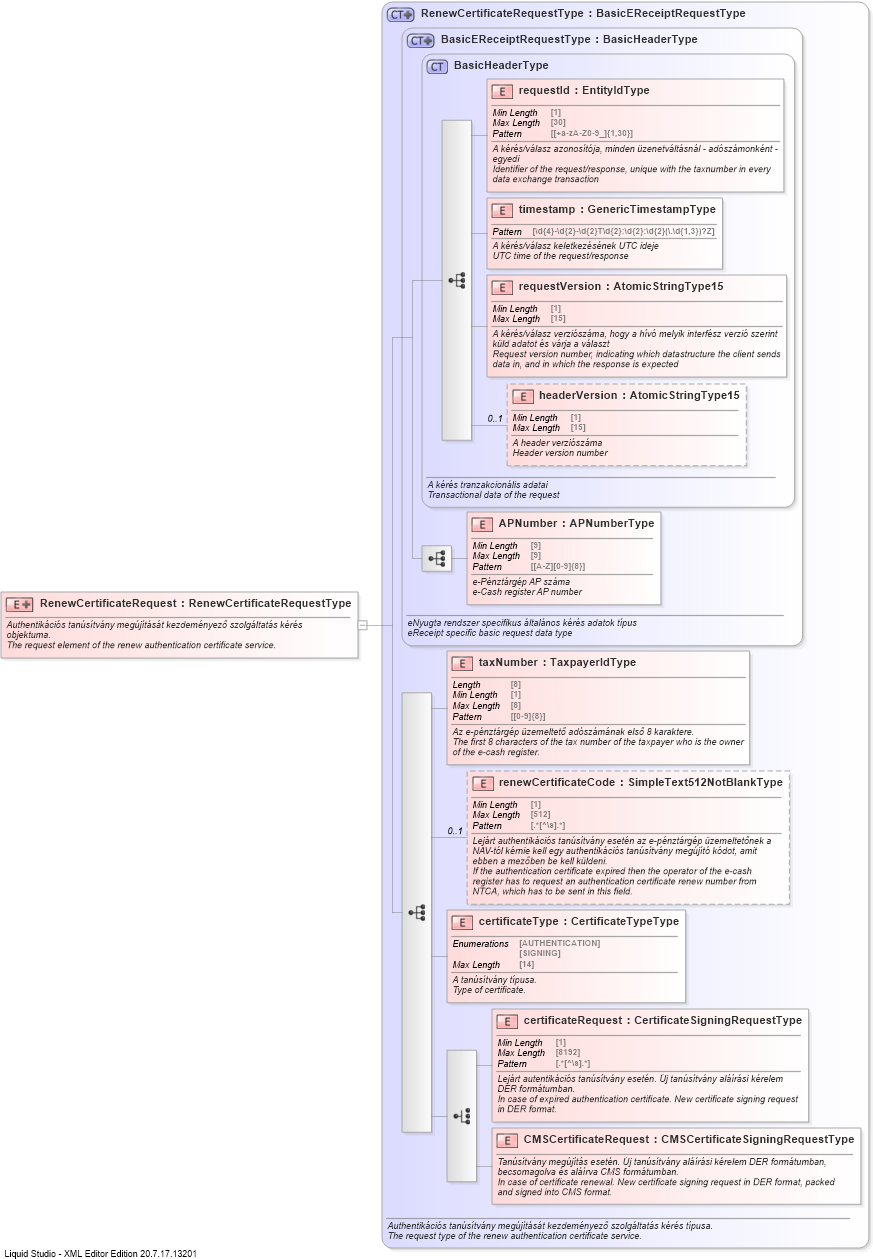 CT+ RenewCertificateRequestType : BasicEReceiptRequestType
CT+ BasicEReceiptRequestType : BasicHeaderType
CT BasicHeaderType
E requestId : EntityIdType
Min Length [1]
Max Length [30]
Pattern [[+a-zA-Z0-9_]{1,30}]
A kérés/válasz azonosítója, minden üzenetváltásnál - adószámonként -
egyedi
Identifier of the request/response, unique with the taxnumber in every
data exchange transaction
E timestamp : GenericTimestampType
Pattern [\d{4}-\d{2}-\d{2}T\d{2}:\d{2}:\d{2}(\.\d{1,3})?Z]
A kérés/válasz keletkezésének UTC ideje
UTC time of the request/response
E requestVersion : AtomicStringType15
Min Length [1]
Max Length [15]
A kérés/válasz verziószáma, hogy a hívó melyik interfész verzió szerint
küld adatot és várja a választ
Request version number, indicating which datastructure the client sends
data in, and in which the response is expected
E headerVersion : AtomicStringType15
0..1
Min Length [1]
Max Length [15]
A header verziószáma
Header version number
A kérés tranzakcionális adatai
Transactional data of the request
E APNumber : APNumberType
Min Length [9]
Max Length [9]
Pattern [[A-Z][0-9]{8}]
e-Pénztárgép AP száma
e-Cash register AP number
E+ RenewCertificateRequest : RenewCertificateRequestType
Authentikációs tanúsítvány megújítását kezdeményező szolgáltatás kérés
objektuma.
The request element of the renew authentication certificate service.
eNyugta rendszer specifikus általános kérés adatok típus
eReceipt specific basic request data type
E taxNumber : TaxpayerIdType
Length [8]
Min Length [1]
Max Length [8]
Pattern [[0-9]{8}]
Az e-pénztárgép üzemeltető adószámának első 8 karaktere.
The first 8 characters of the tax number of the taxpayer who is the owner
of the e-cash register.
E renewCertificateCode : SimpleText512NotBlankType
0..1
Min Length [1]
Max Length [512]
Pattern [.*[^\s].*]
Lejárt authentikációs tanúsítvány esetén az e-pénztárgép üzemeltetőnek a
NAV-tól kérnie kell egy authentikációs tanúsítvány megújító kódot, amit
ebben a mezőben be kell küldeni.
If the authentication certificate expired then the operator of the e-cash
register has to request an authentication certificate renew number from
NTCA, which has to be sent in this field.
E certificateType : CertificateTypeType
Enumerations [AUTHENTICATION]
[SIGNING]
Max Length [14]
A tanúsítvány típusa.
Type of certificate.
E certificateRequest : CertificateSigningRequestType
Min Length [1]
Max Length [8192]
Pattern [.*[^\s].*]
Lejárt autentikációs tanúsítvány esetén. Új tanúsítvány aláírási kérelem
DER formátumban.
In case of expired authentication certificate. New certificate signing request
in DER format.
E CMSCertificateRequest : CMSCertificateSigningRequestType
Tanúsítvány megújítás esetén. Új tanúsítvány aláírási kérelem DER formátumban,
becsomagolva és aláírva CMS formátumban.
In case of certificate renewal. New certificate signing request in DER format, packed
and signed into CMS format.
Authentikációs tanúsítvány megújítását kezdeményező szolgáltatás kérés típusa.
The request type of the renew authentication certificate service.
Liquid Studio - XML Editor Edition 20.7.17.13201